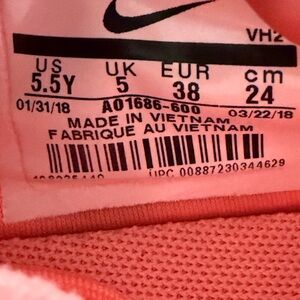 VH2
US UK EUR cm
5.5Y 5 38 24
01/31/18 AO1686-600 03/22/18
MADE IN VIETNAM
FABRIQUE AU VIETNAM
UPC 00887230344629